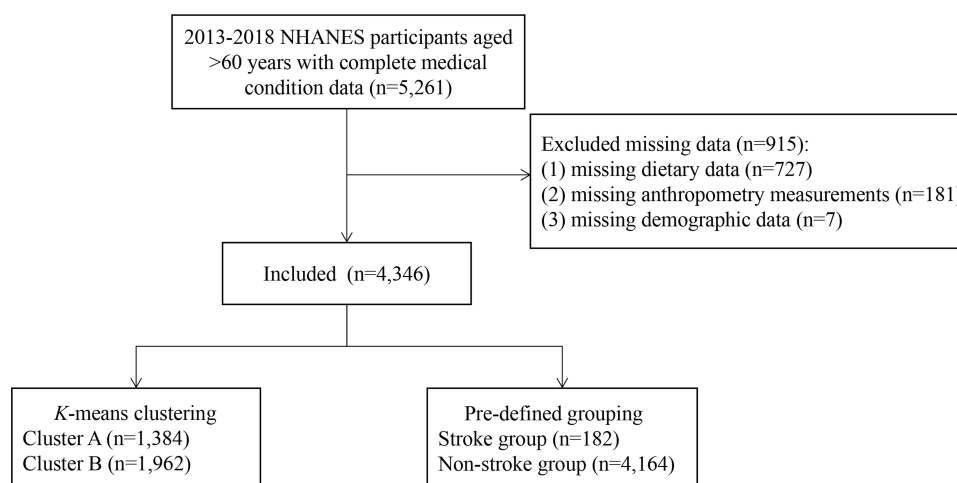 2013-2018 NHANES participants aged
>60 years with complete medical
condition data (n=5,261)
Excluded missing data (n=915):
(1) missing dietary data (n=727)
(2) missing anthropometry measurements (n=181)
(3) missing demographic data (n=7)
Included (n=4,346)
K-means clustering
Cluster A (n=1,384)
Cluster B (n=1,962)
Pre-defined grouping
Stroke group (n=182)
Non-stroke group (n=4,164)